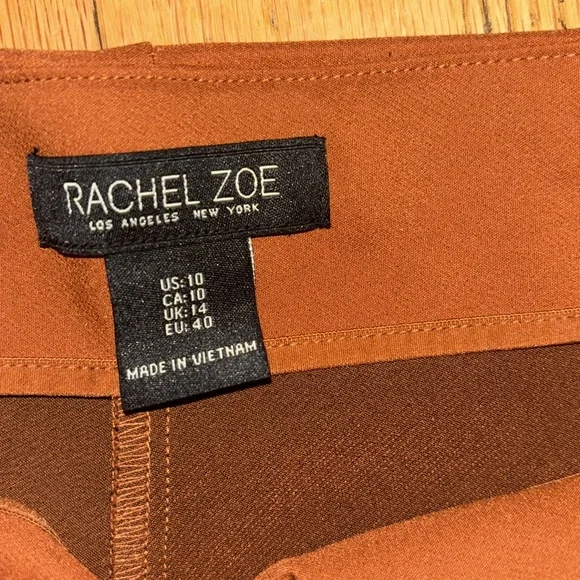 RACHEL ZOE
LOS ANGELES NEW YORK
US: 10
CA: 10
UK: 14
EU: 40
MADE IN VIETNAM